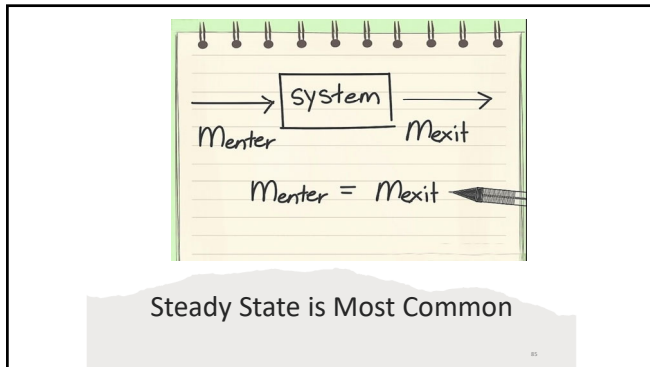 system
Menter Mexit
Menter = Mexit
Steady State is Most Common
85